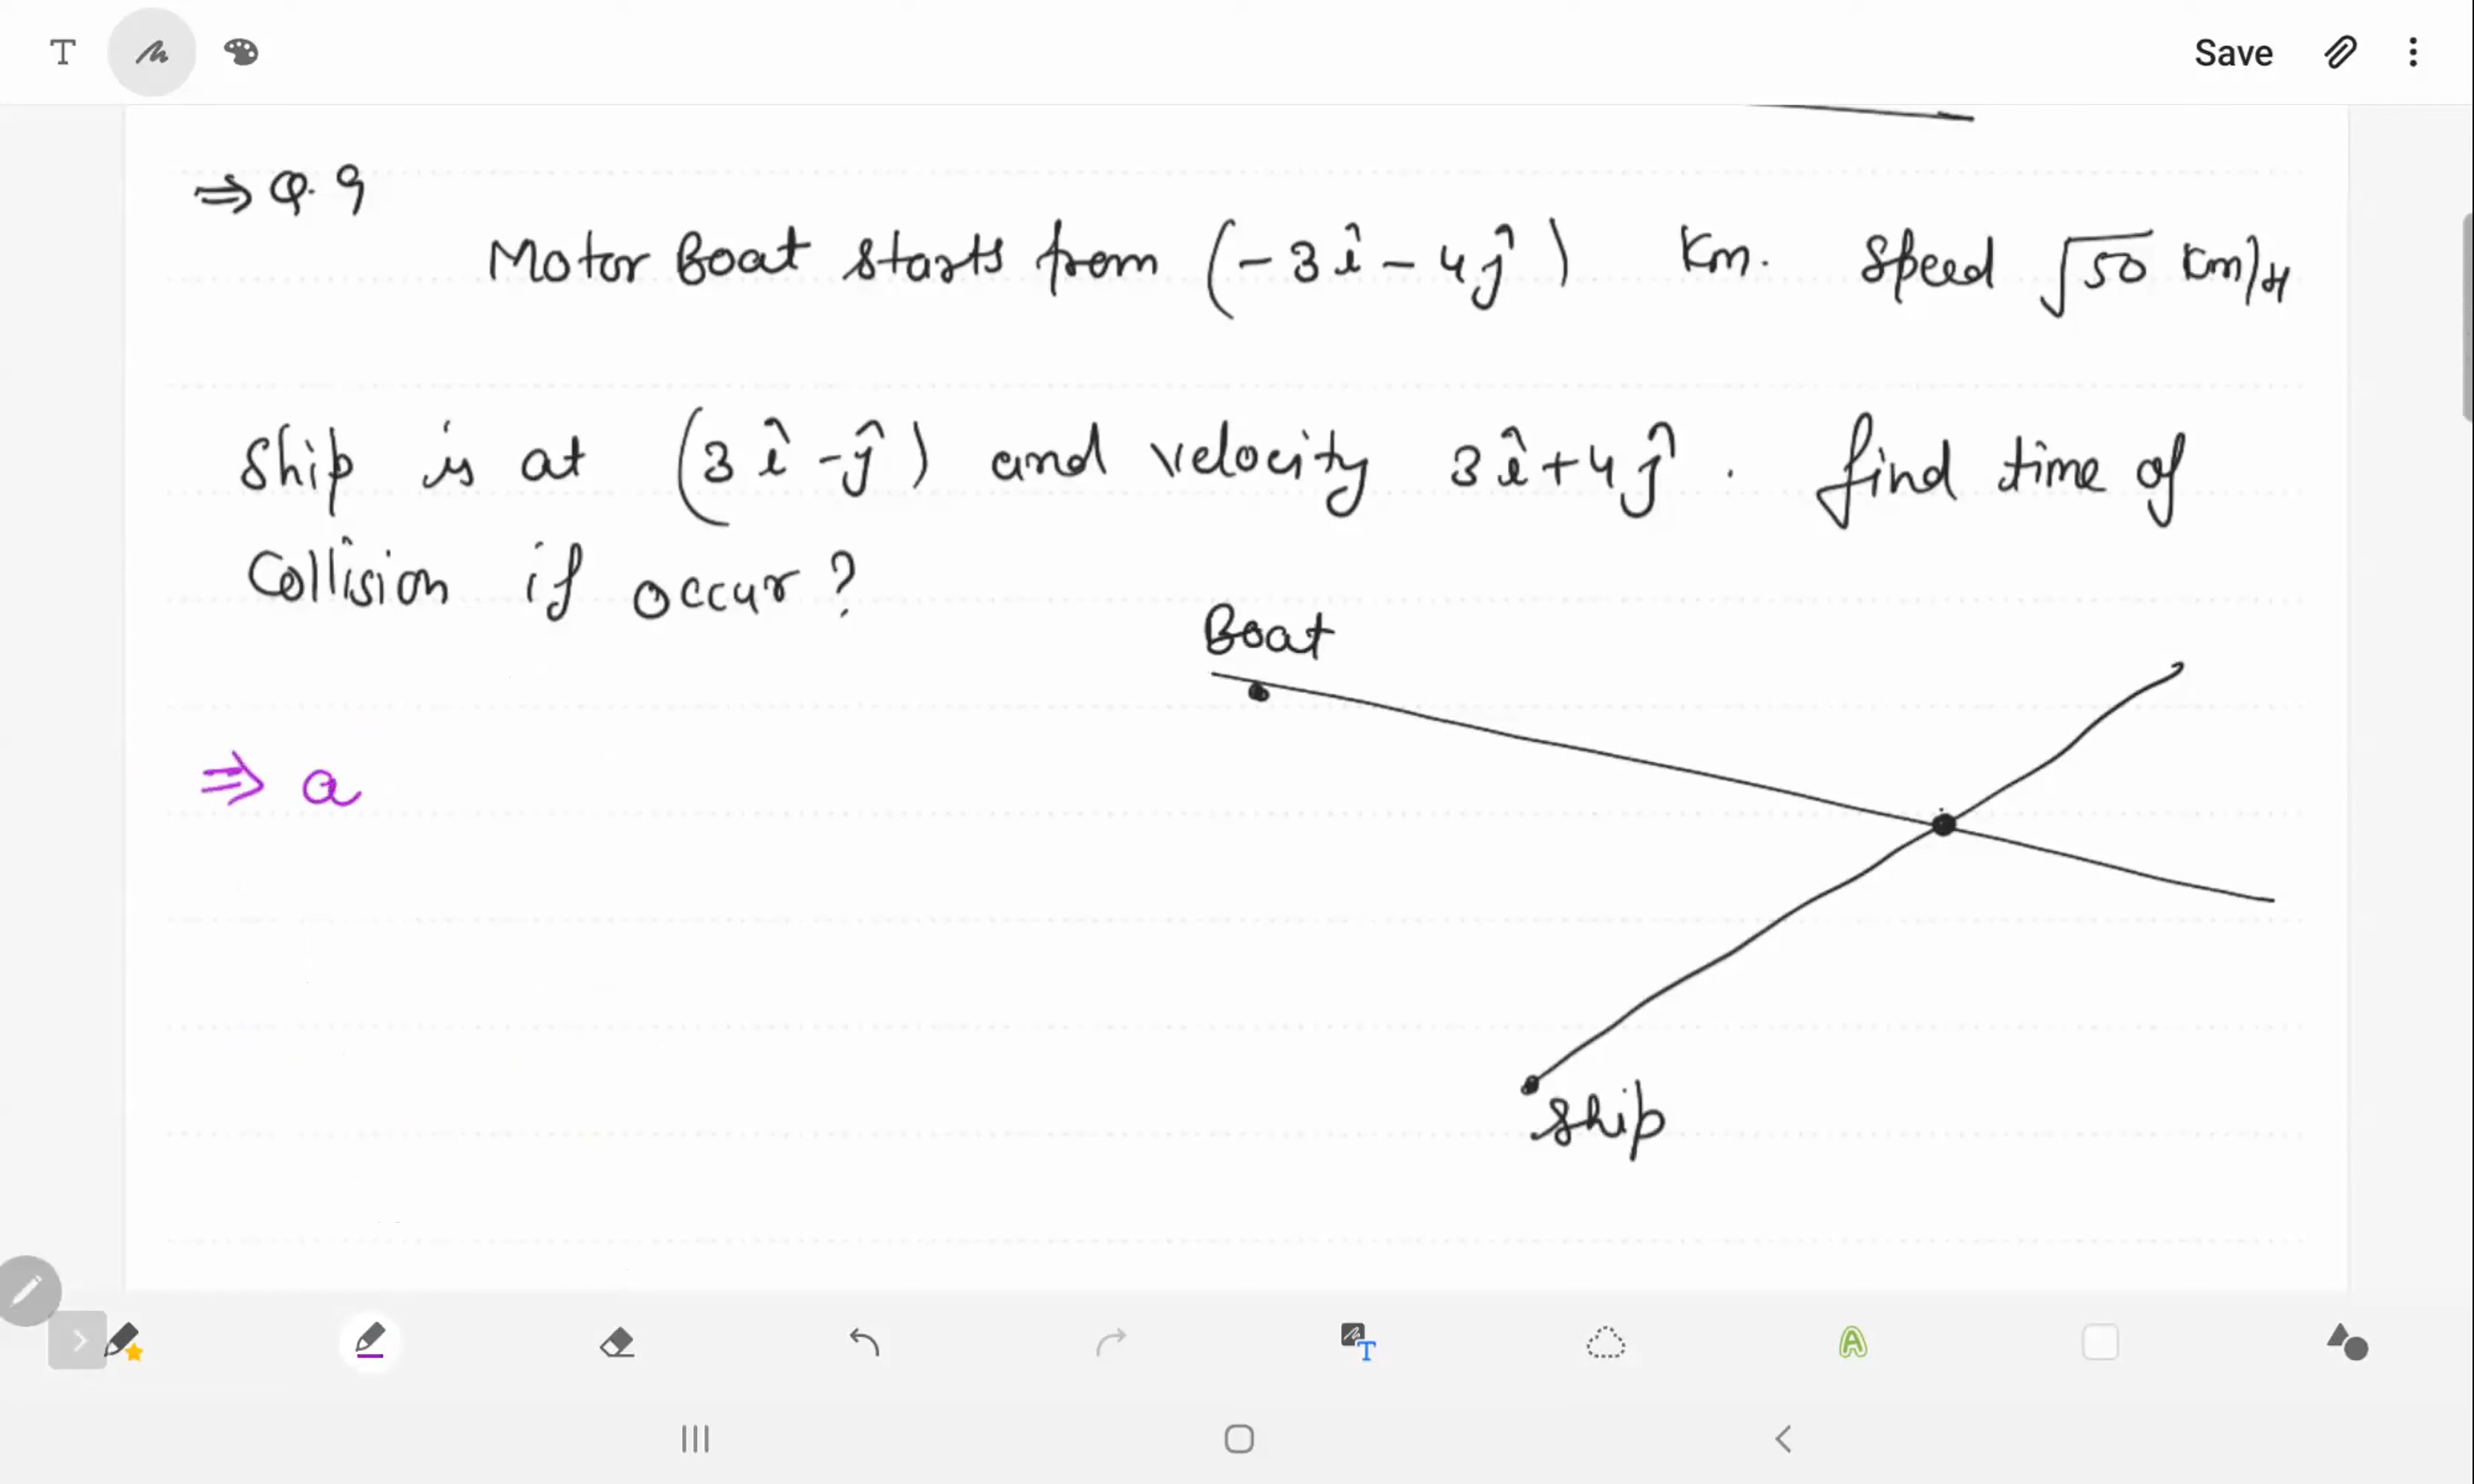 T Save
⇒ Q. 9
Motor Boat starts from (-3î - 4ĵ) Km. Speed √50 Km/H
Ship is at (3î - ĵ) and velocity 3î + 4ĵ. find time of
Collision if occur?
Boat
⇒ a
Ship
T A